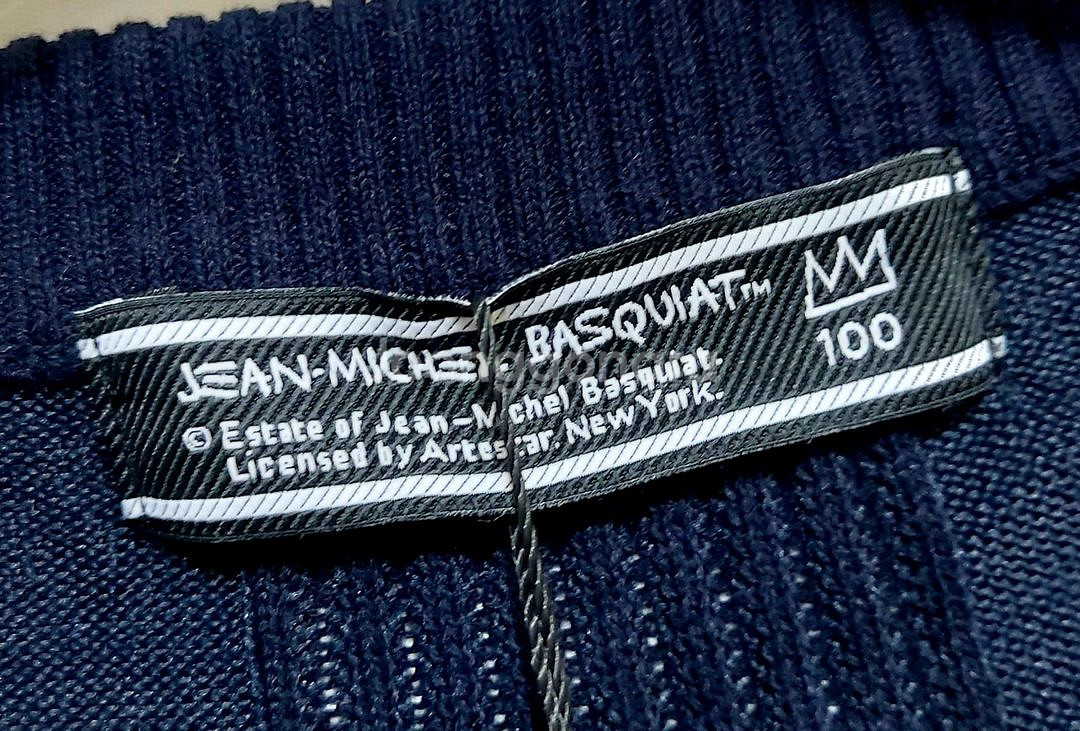 JEAN-MICHEL BASQUIAT™
© Estate of Jean-Michel Basquiat.
Licensed by Artestar. New York.
100